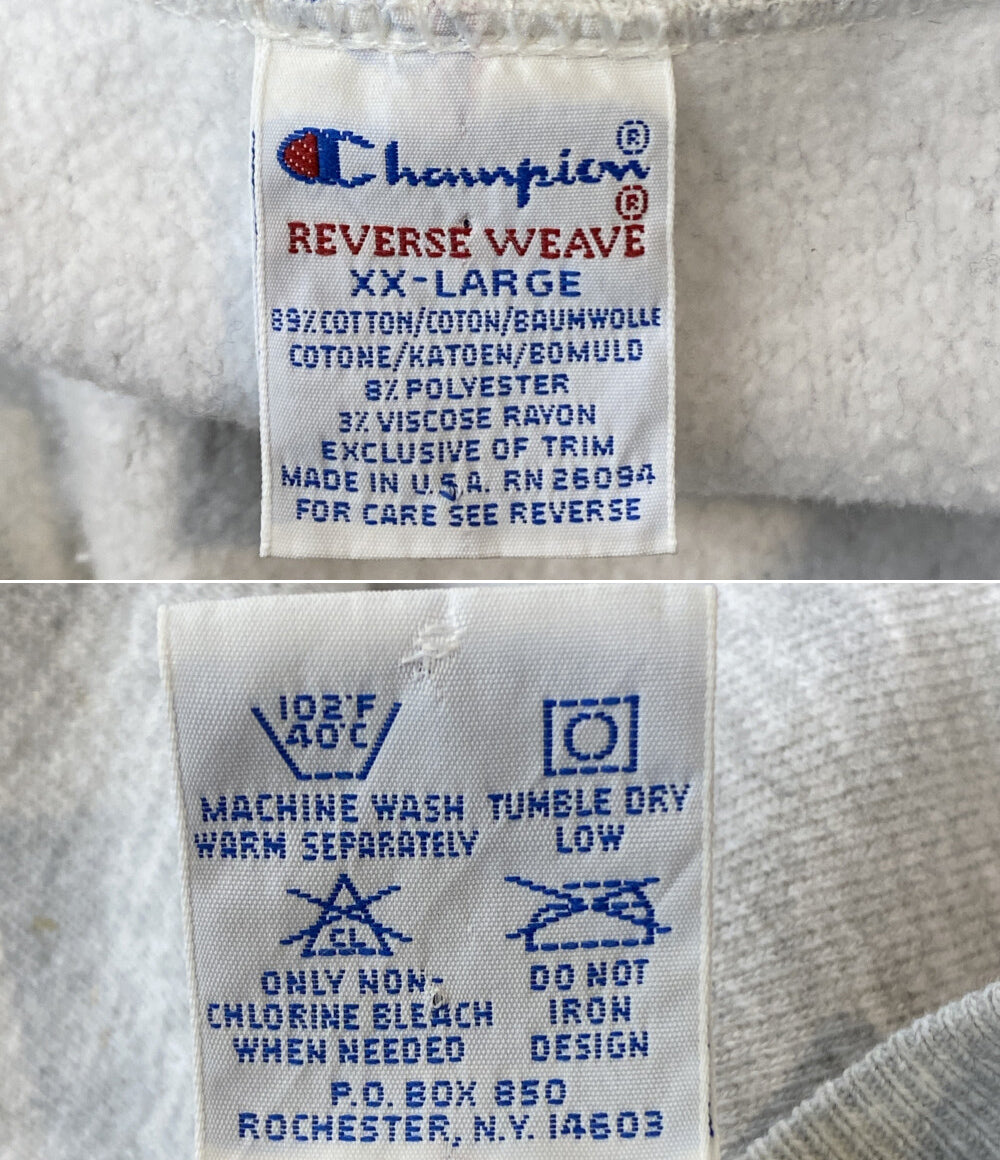 Champion®
REVERSE WEAVE®
XX-LARGE
89% COTTON/COTON/BAUMWOLLE
COTONE/KATOEN/BOMULD
8% POLYESTER
3% VISCOSE RAYON
EXCLUSIVE OF TRIM
MADE IN U.S.A. RN 26094
FOR CARE SEE REVERSE
102°F
40°C
MACHINE WASH
WARM SEPARATELY
TUMBLE DRY
LOW
CL
ONLY NON-
CHLORINE BLEACH
WHEN NEEDED
DO NOT
IRON
DESIGN
P.O. BOX 850
ROCHESTER, N.Y. 14603